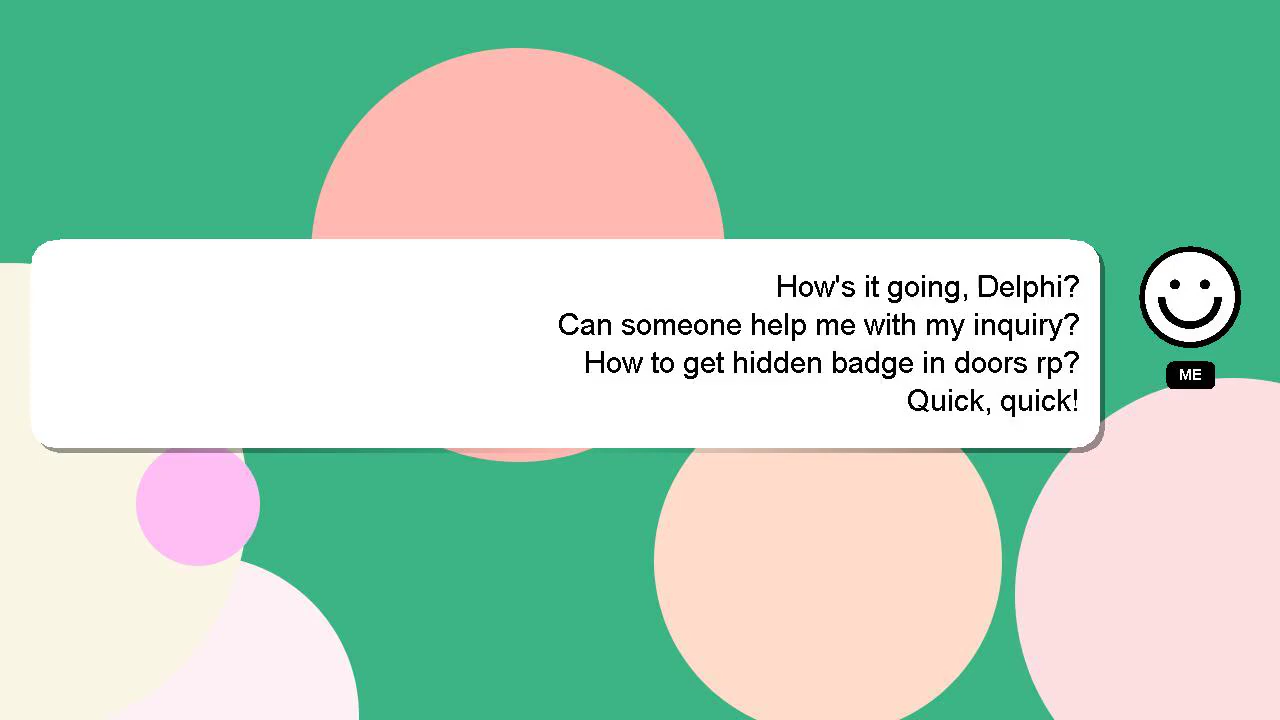 How's it going, Delphi?
Can someone help me with my inquiry?
How to get hidden badge in doors rp?
Quick, quick!
ME